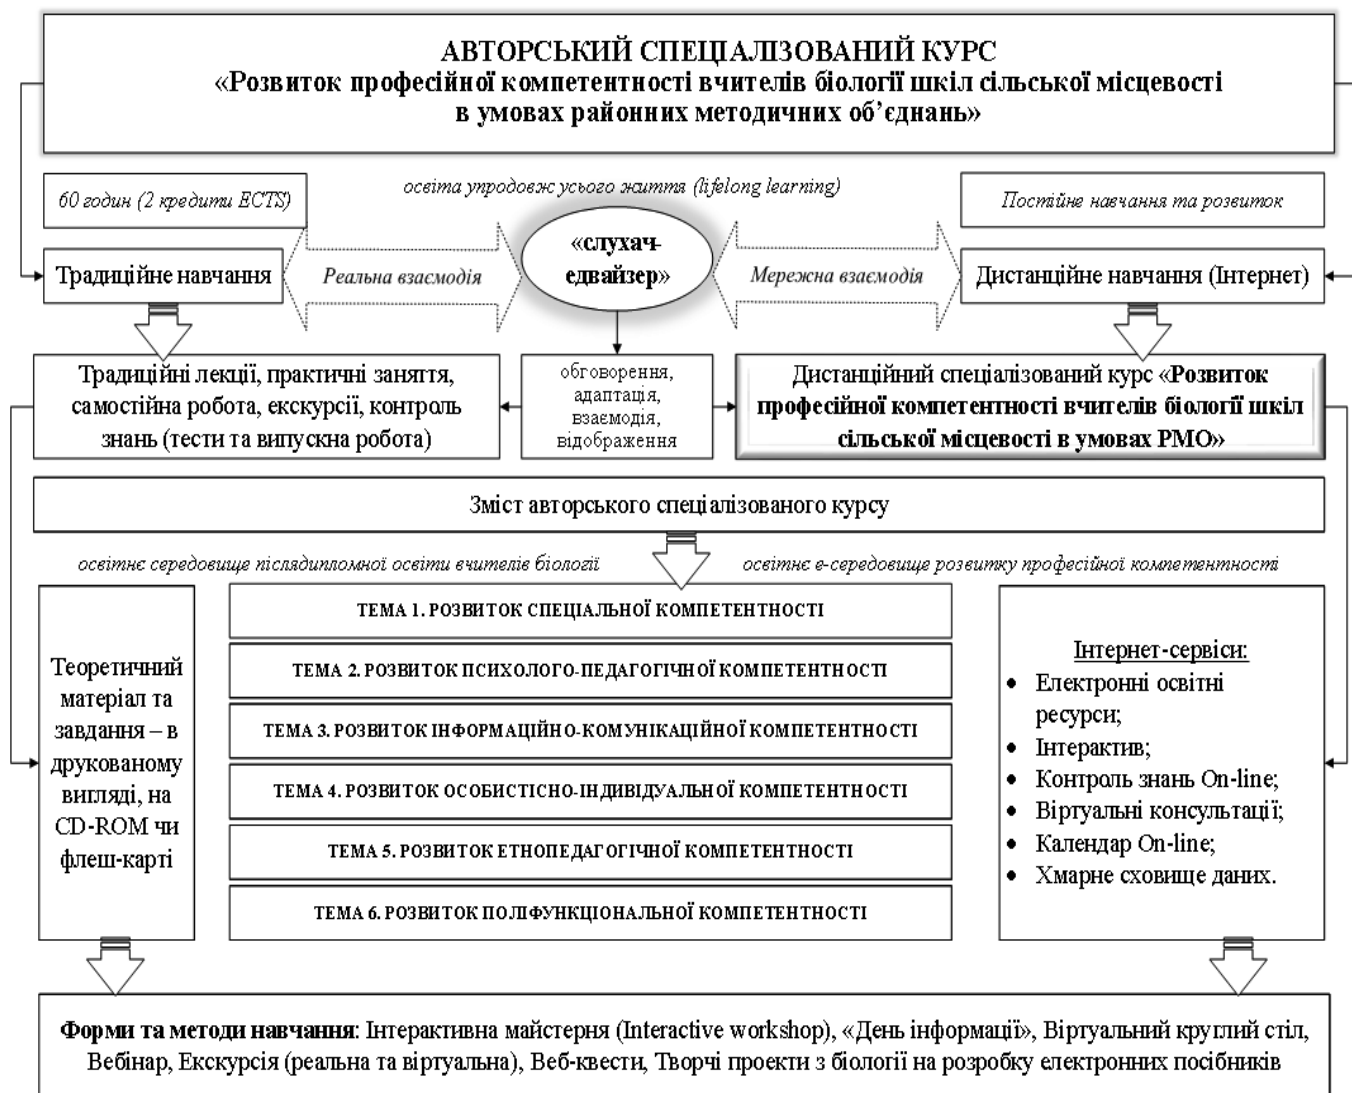 АВТОРСЬКИЙ СПЕЦІАЛІЗОВАНИЙ КУРС
«Розвиток професійної компетентності вчителів біології шкіл сільської місцевості
в умовах районних методичних об’єднань»
60 годин (2 кредити ECTS)
освіта упродовж усього життя (lifelong learning)
Постійне навчання та розвиток
Традиційне навчання
Реальна взаємодія
«слухач-
едвайзер»
Мережна взаємодія
Дистанційне навчання (Інтернет)
Традиційні лекції, практичні заняття,
самостійна робота, екскурсії, контроль
знань (тести та випускна робота)
обговорення,
адаптація,
взаємодія,
відображення
Дистанційний спеціалізований курс «Розвиток
професійної компетентності вчителів біології шкіл
сільської місцевості в умовах РМО»
Зміст авторського спеціалізованого курсу
освітнє середовище післядипломної освіти вчителів біології
освітнє е-середовище розвитку професійної компетентності
Теоретичний
матеріал та
завдання – в
друкованому
вигляді, на
CD-ROM чи
флеш-карті
ТЕМА 1. РОЗВИТОК СПЕЦІАЛЬНОЇ КОМПЕТЕНТНОСТІ
ТЕМА 2. РОЗВИТОК ПСИХОЛОГО-ПЕДАГОГІЧНОЇ КОМПЕТЕНТНОСТІ
ТЕМА 3. РОЗВИТОК ІНФОРМАЦІЙНО-КОМУНІКАЦІЙНОЇ КОМПЕТЕНТНОСТІ
ТЕМА 4. РОЗВИТОК ОСОБИСТІСНО-ІНДИВІДУАЛЬНОЇ КОМПЕТЕНТНОСТІ
ТЕМА 5. РОЗВИТОК ЕТНОПЕДАГОГІЧНОЇ КОМПЕТЕНТНОСТІ
ТЕМА 6. РОЗВИТОК ПОЛІФУНКЦІОНАЛЬНОЇ КОМПЕТЕНТНОСТІ
Інтернет-сервіси:
• Електронні освітні
ресурси;
• Інтерактив;
• Контроль знань On-line;
• Віртуальні консультації;
• Календар On-line;
• Хмарне сховище даних.
Форми та методи навчання: Інтерактивна майстерня (Interactive workshop), «День інформації», Віртуальний круглий стіл,
Вебінар, Екскурсія (реальна та віртуальна), Веб-квести, Творчі проекти з біології на розробку електронних посібників